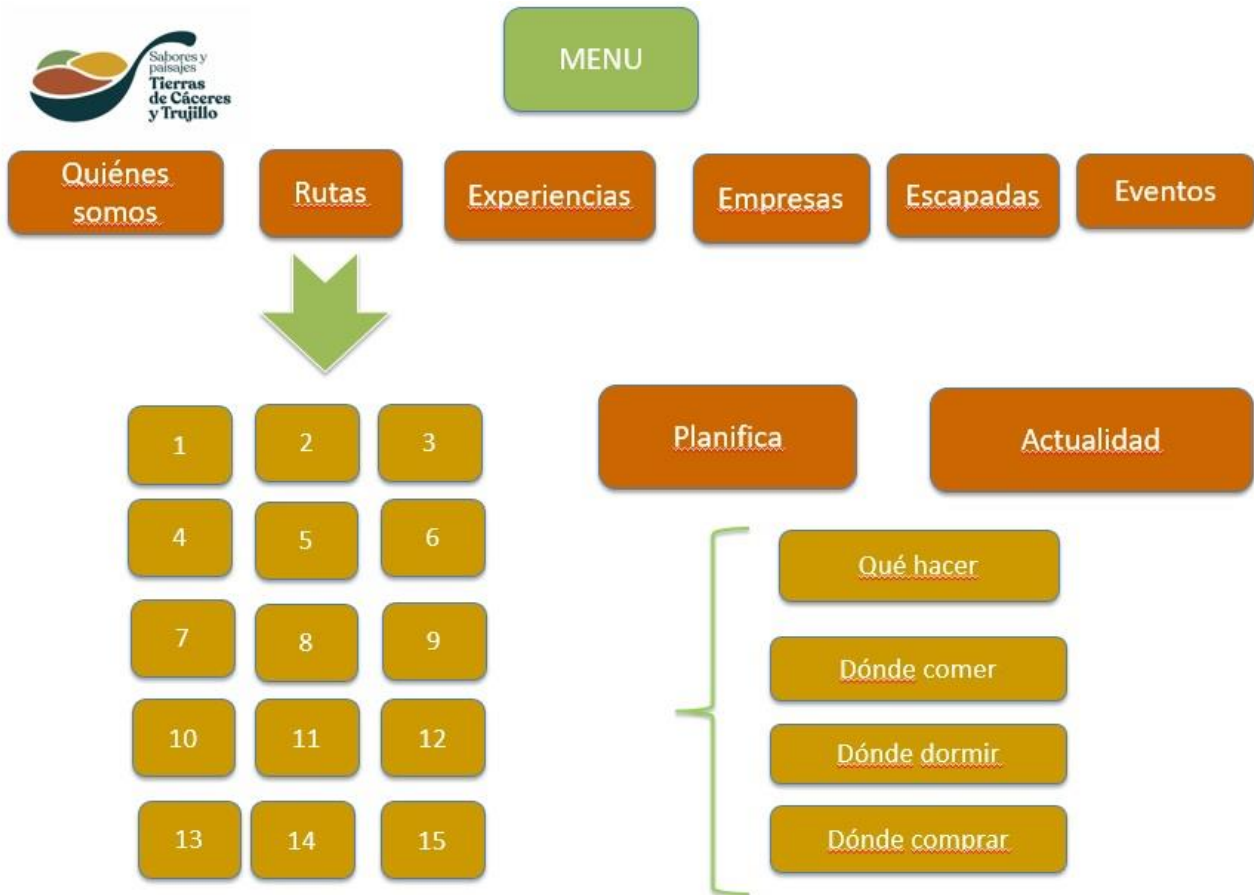 Sabores y
paisajes
Tierras
de Cáceres
y Trujillo
MENU
Quiénes
somos
Rutas
Experiencias
Empresas
Escapadas
Eventos
1
2
3
4
5
6
7
8
9
10
11
12
13
14
15
Planifica
Actualidad
Qué hacer
Dónde comer
Dónde dormir
Dónde comprar